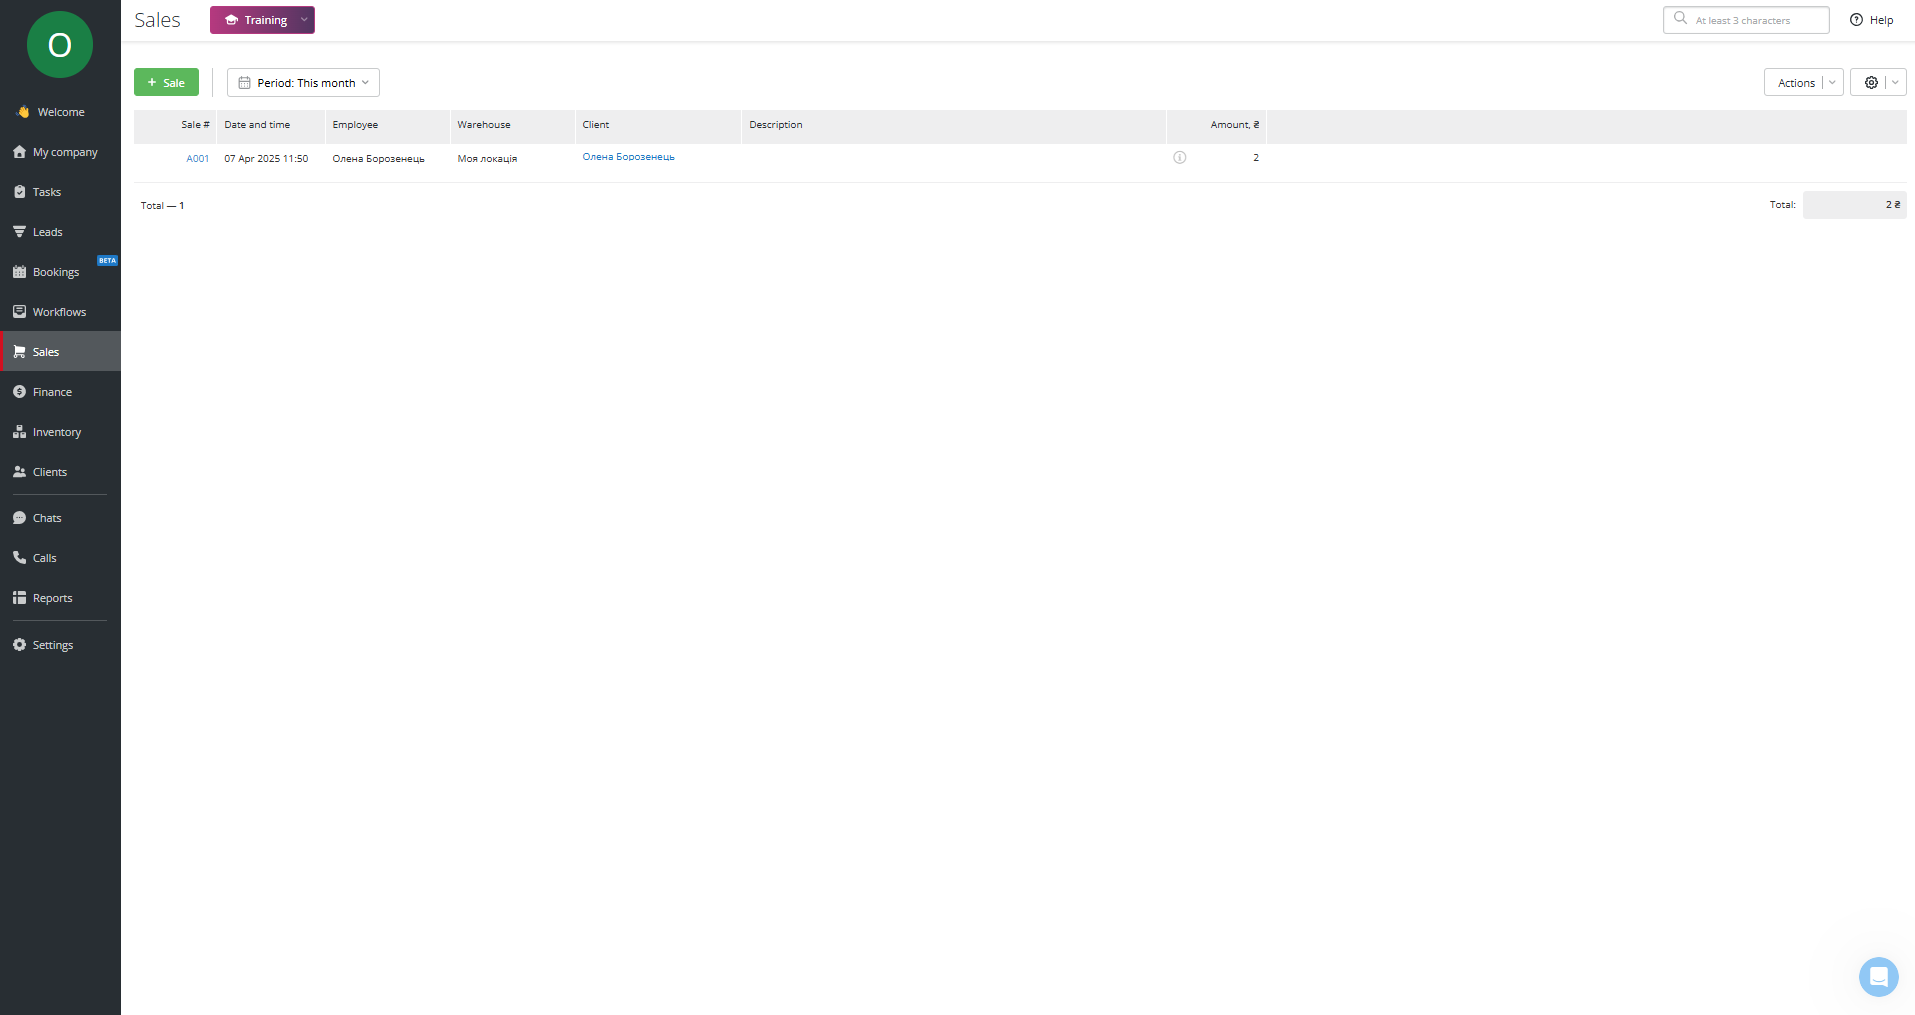 O
Sales
Training
At least 3 characters
Help
Welcome
My company
Tasks
Leads
BETA
Bookings
Workflows
Sales
Finance
Inventory
Clients
Chats
Calls
Reports
Settings
+ Sale
Period: This month
Actions
Sale # Date and time Employee Warehouse Client Description Amount, ₴
A001 07 Apr 2025 11:50 Олена Борозенець Моя локація Олена Борозенець 2
Total — 1
Total: 2 ₴